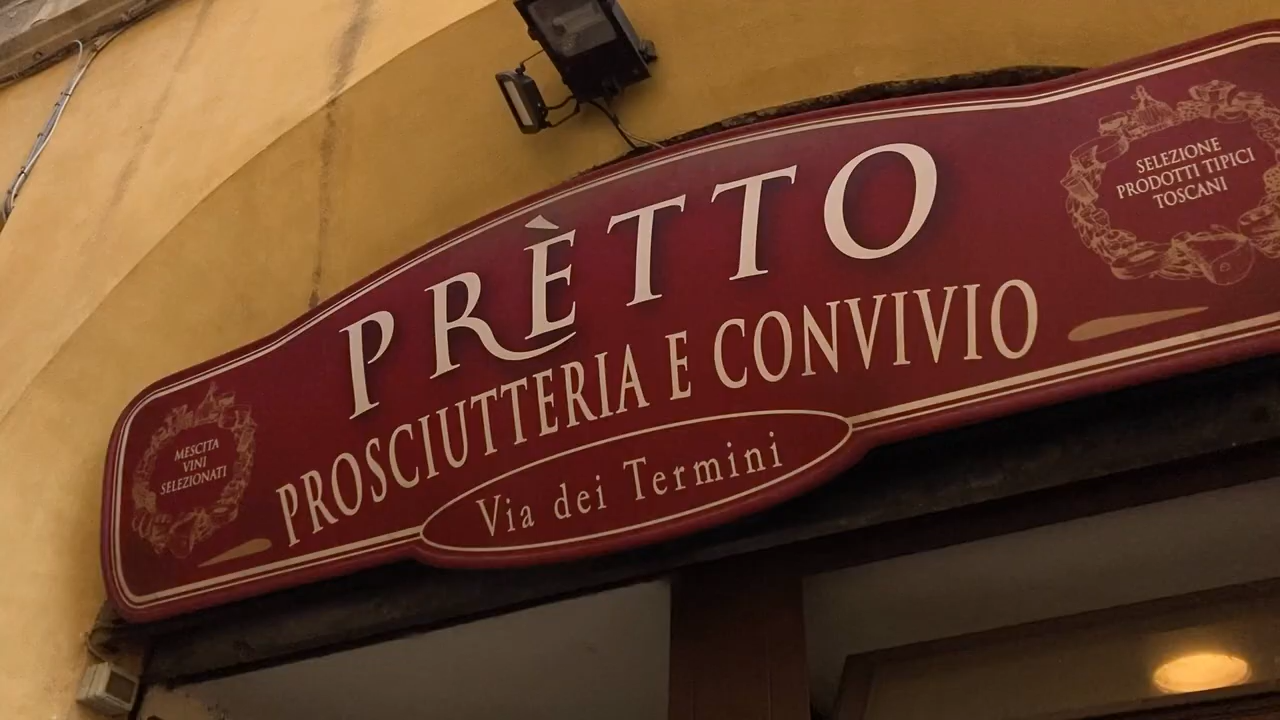 PRÈTTO
PROSCIUTTERIA E CONVIVIO
Via dei Termini
MESCITA
VINI
SELEZIONATI
SELEZIONE
PRODOTTI TIPICI
TOSCANI